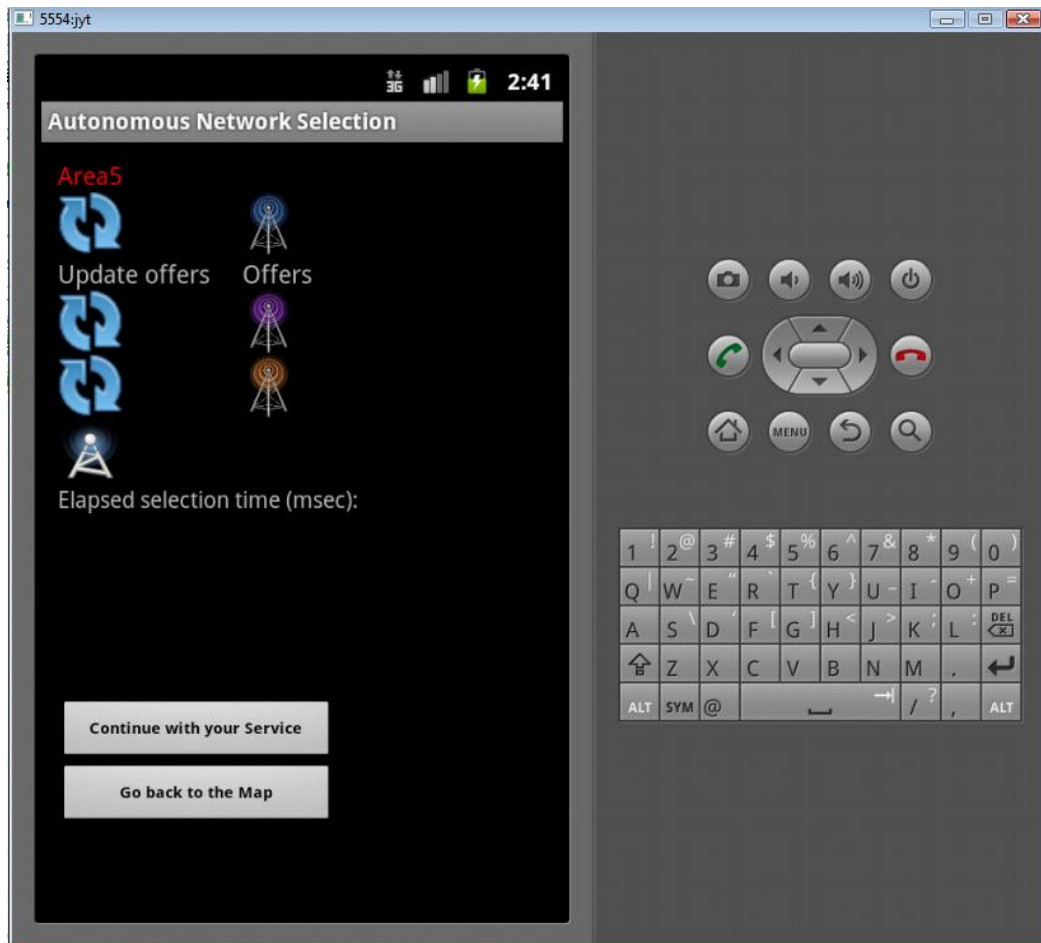 5554:jyt
3G 2:41
Autonomous Network Selection
Area5
Update offers Offers
Elapsed selection time (msec):
Continue with your Service
Go back to the Map
MENU
1 ! 2 @ 3 # 4 $ 5 % 6 ^ 7 & 8 * 9 ( 0 )
Q | W ~ E " R ` T { Y } U _ I - O + P =
A S \ D ' F [ G ] H < J > K ; L : DEL
Z X C V B N M .
ALT SYM @ / ? , ALT